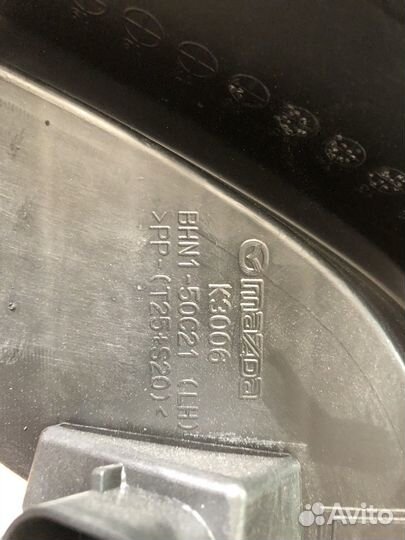 mazda
K3006
BHN1-50C21 (LH)
>PP-(T25+S20)<
Avito